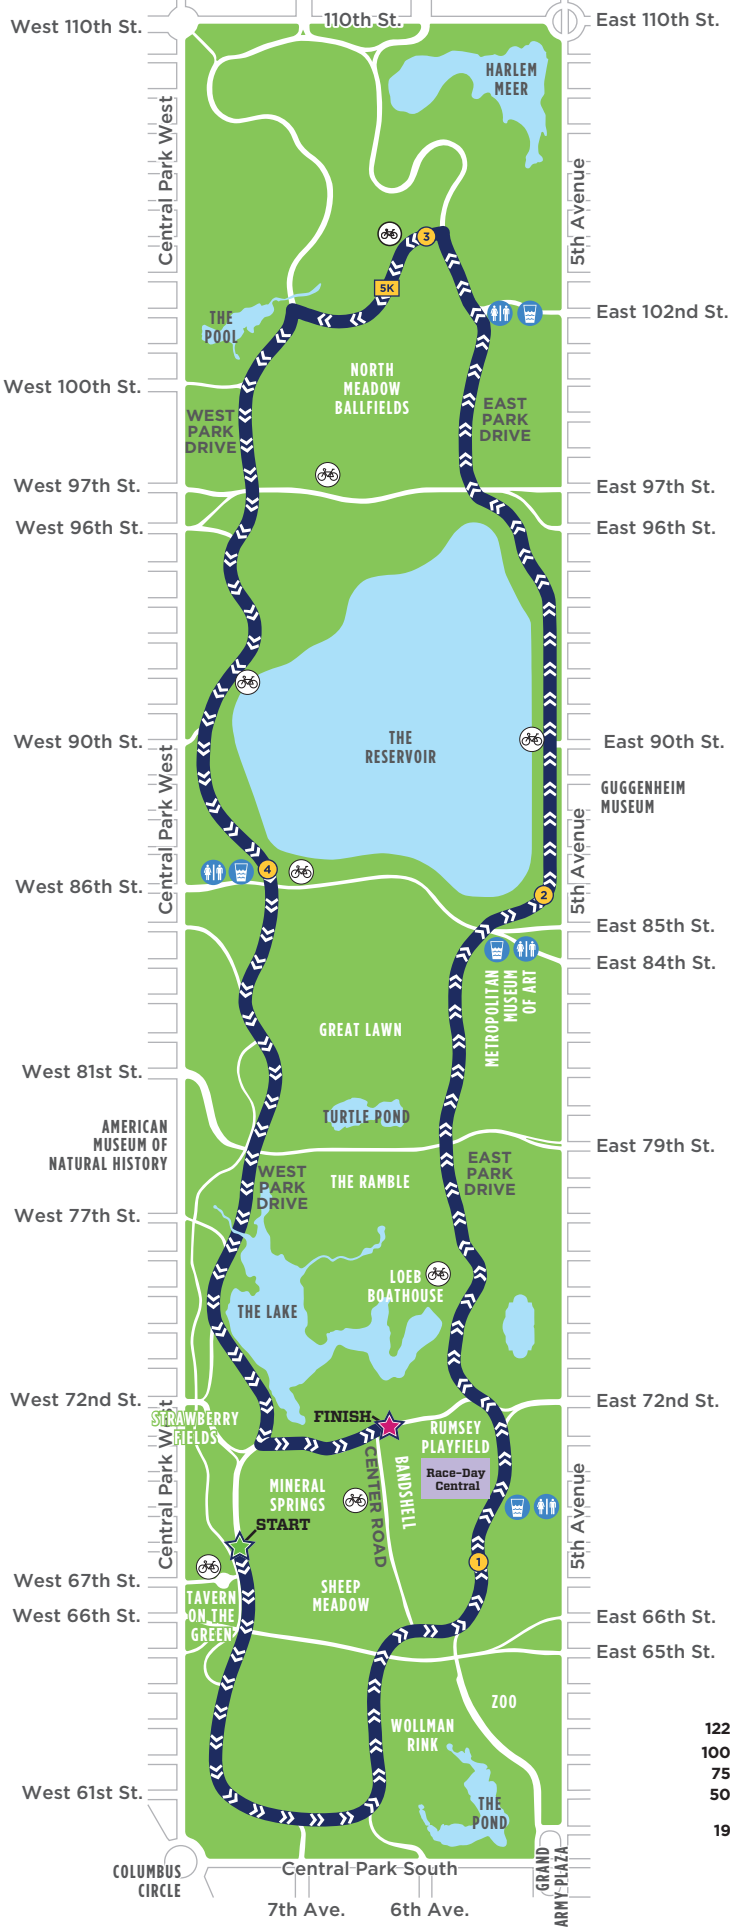 West 110th St.
110th St.
East 110th St.
HARLEM
MEER
Central Park West
5th Avenue
3
5K
THE
POOL
East 102nd St.
NORTH
MEADOW
BALLFIELDS
West 100th St.
WEST
PARK
DRIVE
EAST
PARK
DRIVE
West 97th St.
East 97th St.
West 96th St.
East 96th St.
THE
RESERVOIR
West 90th St.
East 90th St.
GUGGENHEIM
MUSEUM
Central Park West
5th Avenue
4
West 86th St.
2
East 85th St.
East 84th St.
METROPOLITAN
MUSEUM
OF ART
GREAT LAWN
West 81st St.
TURTLE POND
AMERICAN
MUSEUM OF
NATURAL HISTORY
East 79th St.
WEST
PARK
DRIVE
THE RAMBLE
EAST
PARK
DRIVE
West 77th St.
LOEB
BOATHOUSE
THE LAKE
West 72nd St.
East 72nd St.
STRAWBERRY
FIELDS
FINISH
RUMSEY
PLAYFIELD
Race-Day
Central
Central Park West
CENTER ROAD
BANDSHELL
5th Avenue
MINERAL
SPRINGS
START
1
West 67th St.
SHEEP
MEADOW
TAVERN
ON THE
GREEN
West 66th St.
East 66th St.
East 65th St.
ZOO
WOLLMAN
RINK
122
100
75
50
19
West 61st St.
THE
POND
COLUMBUS
CIRCLE
Central Park South
GRAND
ARMY PLAZA
7th Ave.
6th Ave.